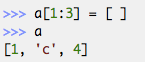 >>> a[1:3] = [ ]
>>> a
[1, 'c', 4]